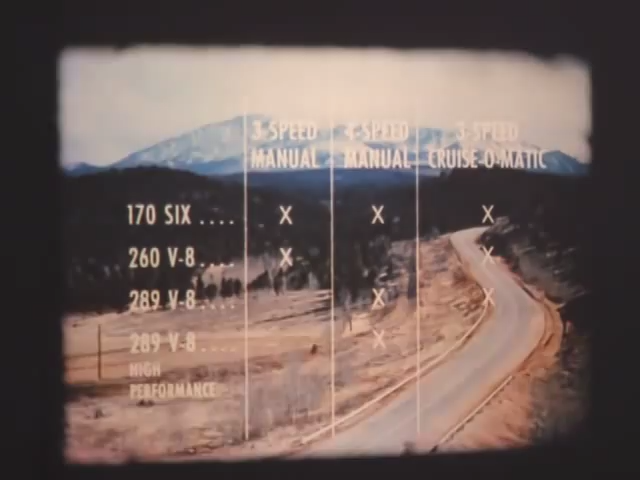 3-SPEED 4-SPEED 3-SPEED
MANUAL MANUAL CRUISE-O-MATIC
170 SIX .... X X X
260 V-8 .... X X
289 V-8 .... X X
289 V-8 .... X
HIGH
PERFORMANCE